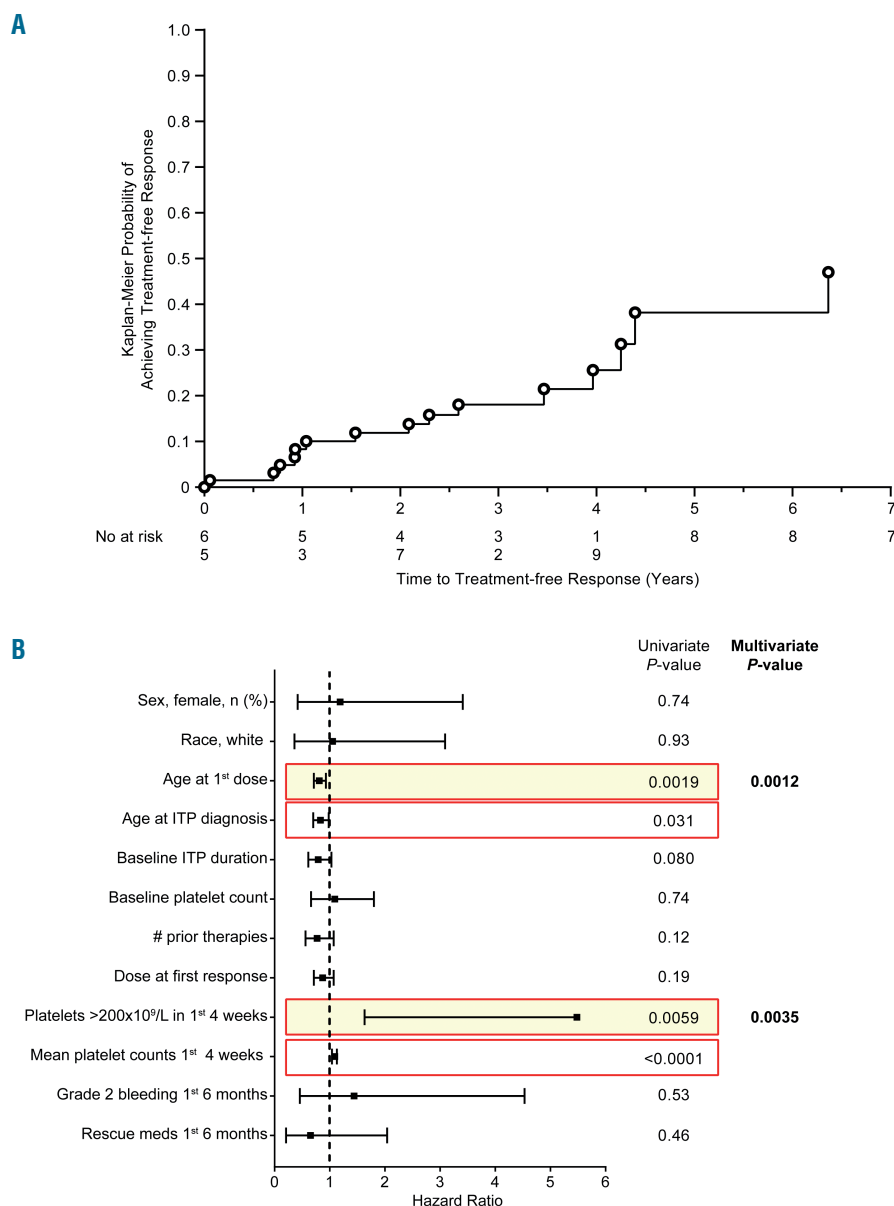 A
Kaplan-Meier Probability of
Achieving Treatment-free Response
1.0
0.9
0.8
0.7
0.6
0.5
0.4
0.3
0.2
0.1
0
0 1 2 3 4 5 6 7
No at risk 6 5 4 3 1 8 8 7
5 3 7 2 9
Time to Treatment-free Response (Years)
B
Univariate Multivariate
P-value P-value
Sex, female, n (%) 0.74
Race, white 0.93
Age at 1st dose 0.0019 0.0012
Age at ITP diagnosis 0.031
Baseline ITP duration 0.080
Baseline platelet count 0.74
# prior therapies 0.12
Dose at first response 0.19
Platelets >200x10⁹/L in 1st 4 weeks 0.0059 0.0035
Mean platelet counts 1st 4 weeks <0.0001
Grade 2 bleeding 1st 6 months 0.53
Rescue meds 1st 6 months 0.46
0 1 2 3 4 5 6
Hazard Ratio